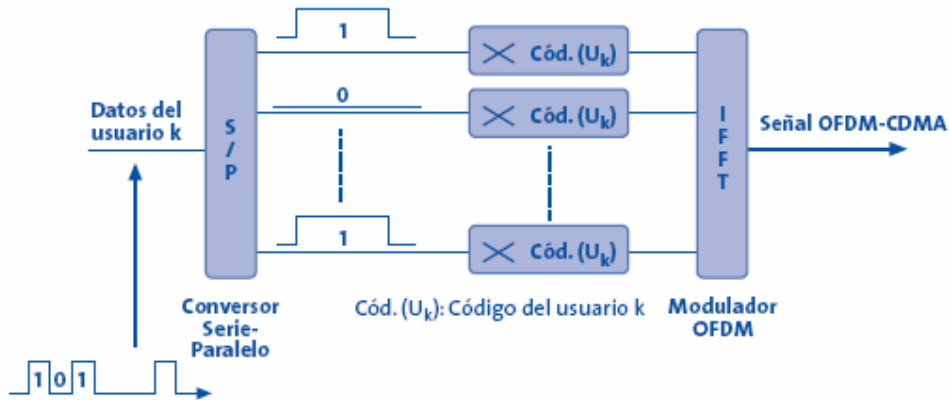 1
Cód. (Uk)
0
Cód. (Uk)
Datos del
usuario k
S
/
P
I
F
F
T
Señal OFDM-CDMA
1
Cód. (Uk)
Conversor
Serie-
Paralelo
Cód. (Uk): Código del usuario k
Modulador
OFDM
1 0 1